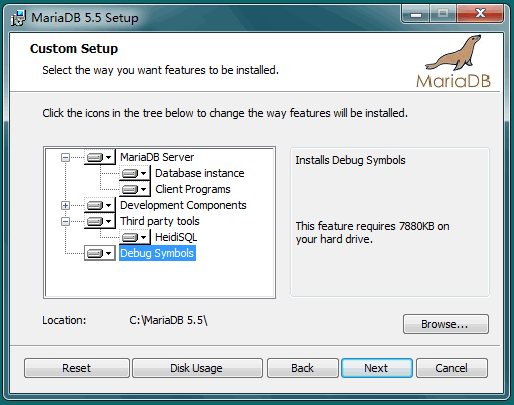 MariaDB 5.5 Setup
Custom Setup
Select the way you want features to be installed.
MariaDB
Click the icons in the tree below to change the way features will be installed.
MariaDB Server
Database instance
Client Programs
Development Components
Third party tools
HeidiSQL
Debug Symbols
Installs Debug Symbols
This feature requires 7880KB on
your hard drive.
Location: C:\MariaDB 5.5\
Browse...
Reset Disk Usage Back Next Cancel